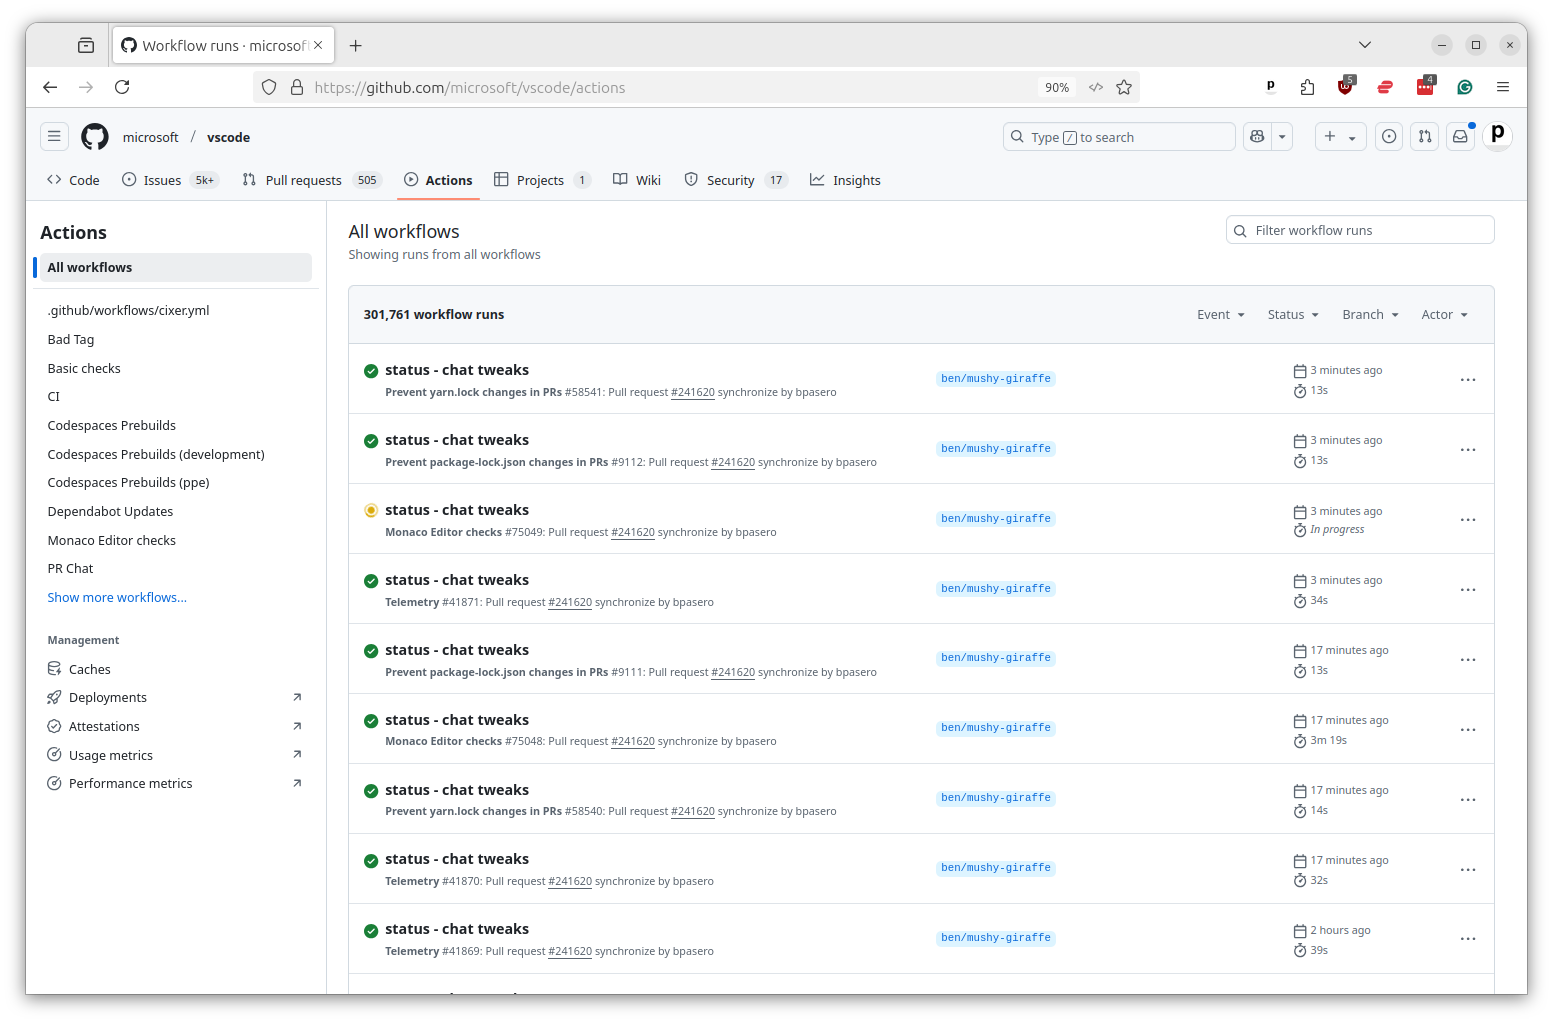 Workflow runs · microsoft
https://github.com/microsoft/vscode/actions
90%
p
5
4
microsoft / vscode
Type / to search
p
Code
Issues 5k+
Pull requests 505
Actions
Projects 1
Wiki
Security 17
Insights
Actions
All workflows
.github/workflows/cixer.yml
Bad Tag
Basic checks
CI
Codespaces Prebuilds
Codespaces Prebuilds (development)
Codespaces Prebuilds (ppe)
Dependabot Updates
Monaco Editor checks
PR Chat
Show more workflows...
Management
Caches
Deployments
Attestations
Usage metrics
Performance metrics
All workflows
Showing runs from all workflows
Filter workflow runs
301,761 workflow runs
Event
Status
Branch
Actor
status - chat tweaks
Prevent yarn.lock changes in PRs #58541: Pull request #241620 synchronize by bpasero
ben/mushy-giraffe
3 minutes ago
13s
status - chat tweaks
Prevent package-lock.json changes in PRs #9112: Pull request #241620 synchronize by bpasero
ben/mushy-giraffe
3 minutes ago
13s
status - chat tweaks
Monaco Editor checks #75049: Pull request #241620 synchronize by bpasero
ben/mushy-giraffe
3 minutes ago
In progress
status - chat tweaks
Telemetry #41871: Pull request #241620 synchronize by bpasero
ben/mushy-giraffe
3 minutes ago
34s
status - chat tweaks
Prevent package-lock.json changes in PRs #9111: Pull request #241620 synchronize by bpasero
ben/mushy-giraffe
17 minutes ago
13s
status - chat tweaks
Monaco Editor checks #75048: Pull request #241620 synchronize by bpasero
ben/mushy-giraffe
17 minutes ago
3m 19s
status - chat tweaks
Prevent yarn.lock changes in PRs #58540: Pull request #241620 synchronize by bpasero
ben/mushy-giraffe
17 minutes ago
14s
status - chat tweaks
Telemetry #41870: Pull request #241620 synchronize by bpasero
ben/mushy-giraffe
17 minutes ago
32s
status - chat tweaks
Telemetry #41869: Pull request #241620 synchronize by bpasero
ben/mushy-giraffe
2 hours ago
39s